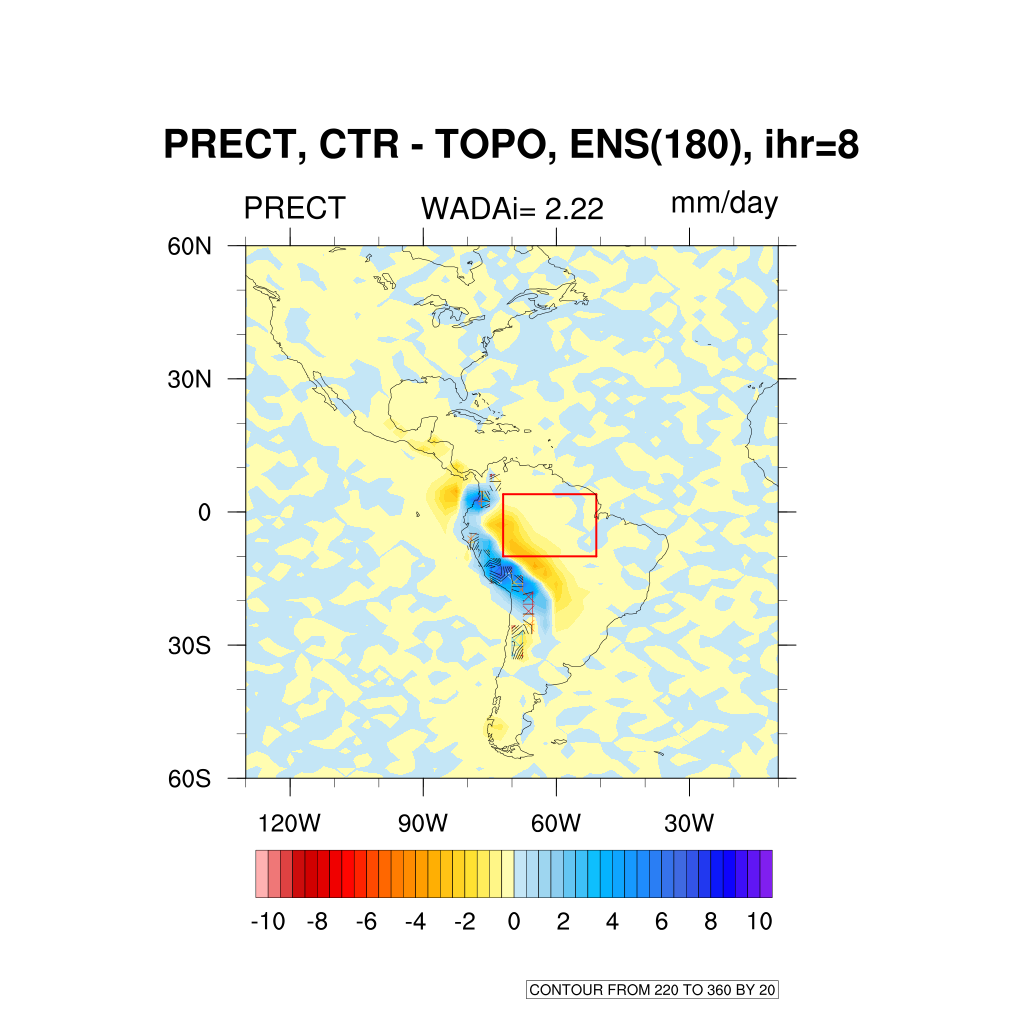 PRECT, CTR - TOPO, ENS(180), ihr=8
PRECT WADAi= 2.22 mm/day
60N
30N
0
30S
60S
120W 90W 60W 30W
-10 -8 -6 -4 -2 0 2 4 6 8 10
CONTOUR FROM 220 TO 360 BY 20